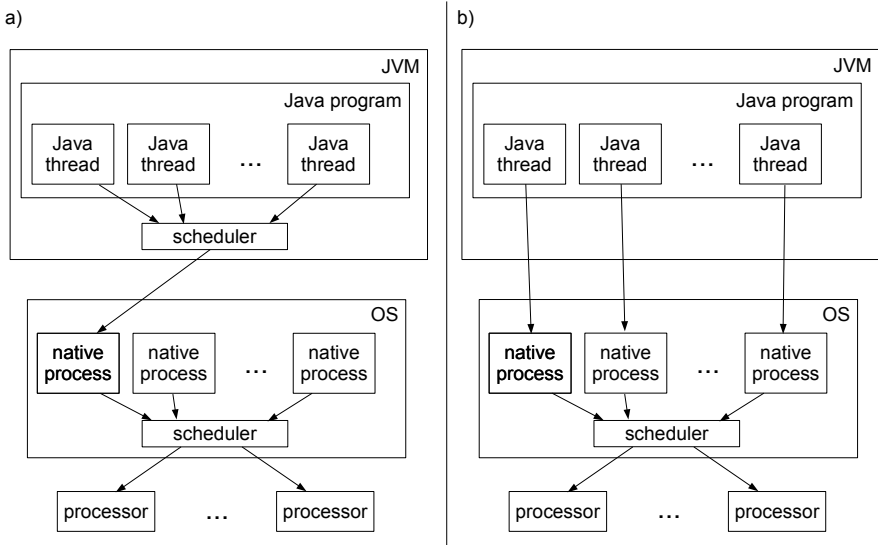 a)
JVM
Java program
Java
thread
Java
thread
...
Java
thread
scheduler
OS
native
process
native
process
...
native
process
scheduler
processor
...
processor
b)
JVM
Java program
Java
thread
Java
thread
...
Java
thread
OS
native
process
native
process
...
native
process
scheduler
processor
...
processor